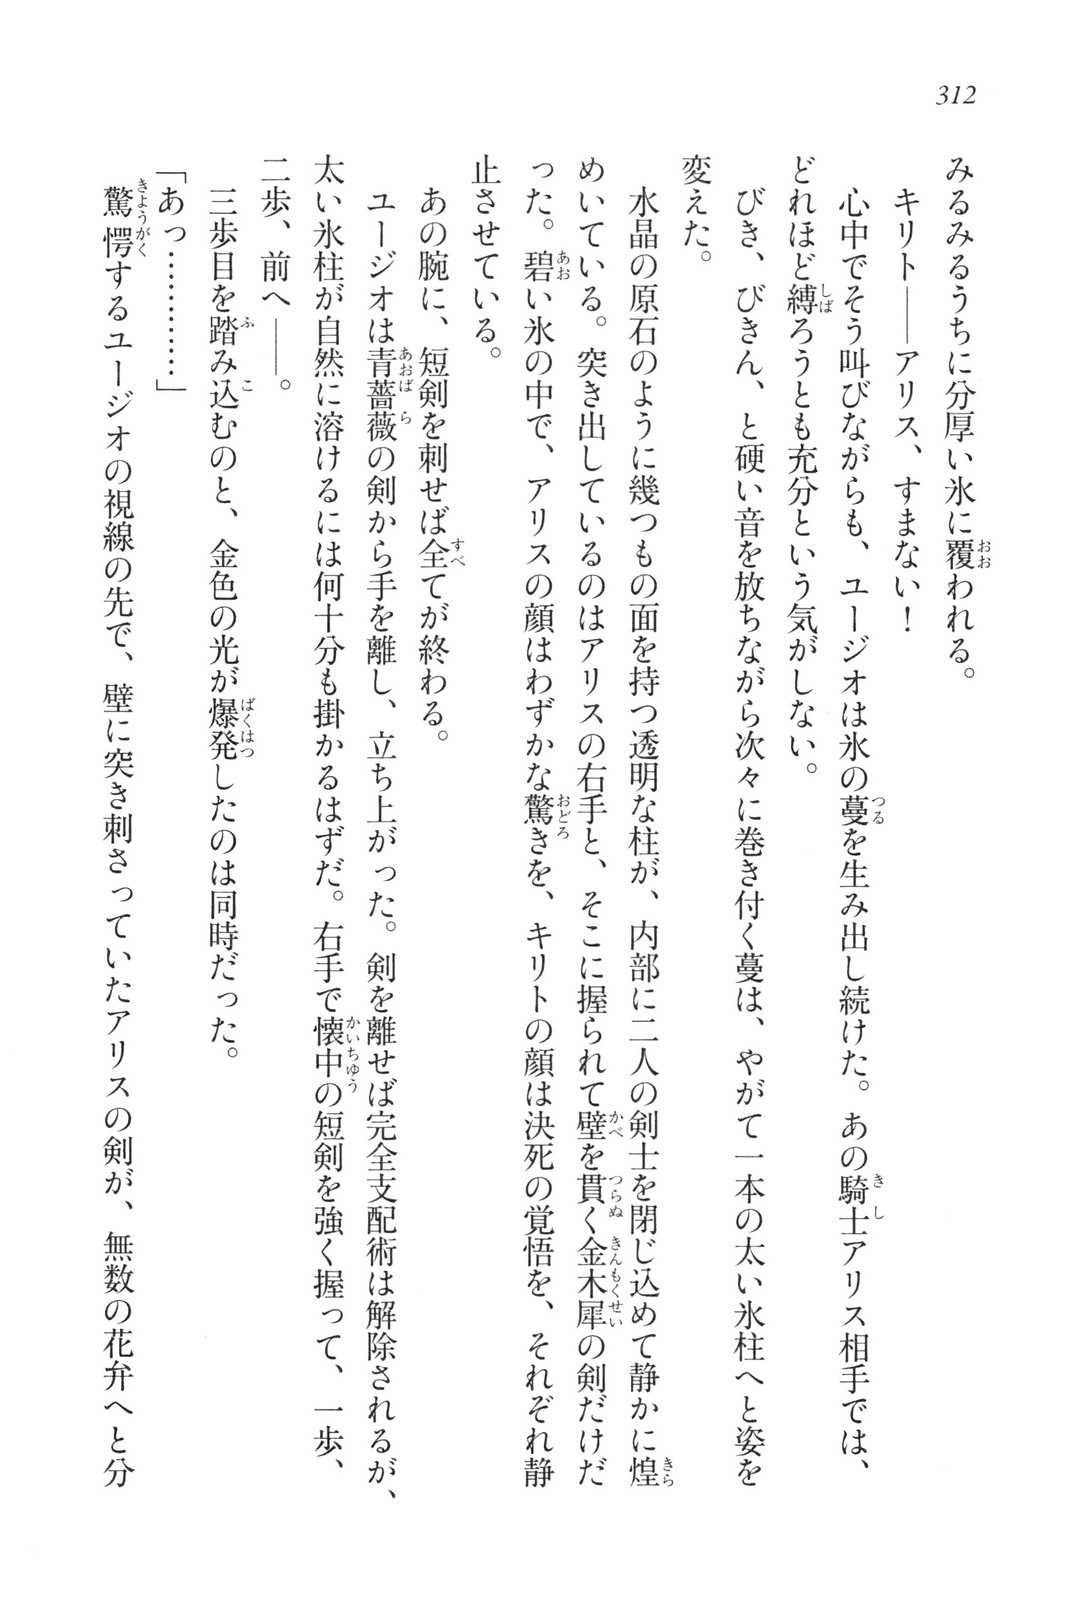 312
みるみるうちに分厚い氷に覆われる。
キリト――アリス、すまない！
心中でそう叫びながらも、ユージオは氷の蔓を生み出し続けた。あの騎士アリス相手では、
どれほど縛ろうとも充分という気がしない。
びき、びきん、と硬い音を放ちながら次々に巻き付く蔓は、やがて一本の太い氷柱へと姿を
変えた。
水晶の原石のように幾つもの面を持つ透明な柱が、内部に二人の剣士を閉じ込めて静かに煌
めいている。突き出しているのはアリスの右手と、そこに握られて壁を貫く金木犀の剣だけだ
った。碧い氷の中で、アリスの顔はわずかな驚きを、キリトの顔は決死の覚悟を、それぞれ静
止させている。
あの腕に、短剣を刺せば全てが終わる。
ユージオは青薔薇の剣から手を離し、立ち上がった。剣を離せば完全支配術は解除されるが、
太い氷柱が自然に溶けるには何十分も掛かるはずだ。右手で懐中の短剣を強く握って、一歩、
二歩、前へ――。
三歩目を踏み込むのと、金色の光が爆発したのは同時だった。
「あっ…………」
驚愕するユージオの視線の先で、壁に突き刺さっていたアリスの剣が、無数の花弁へと分